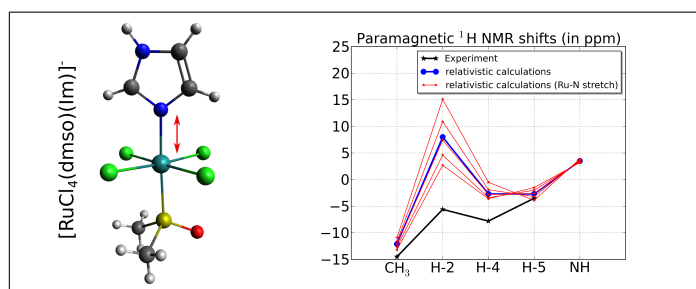 [RuCl₄(dmso)(Im)]⁻
Paramagnetic ¹H NMR shifts (in ppm)
Experiment
relativistic calculations
relativistic calculations (Ru-N stretch)
25
20
15
10
5
0
−5
−10
−15
CH₃ H-2 H-4 H-5 NH